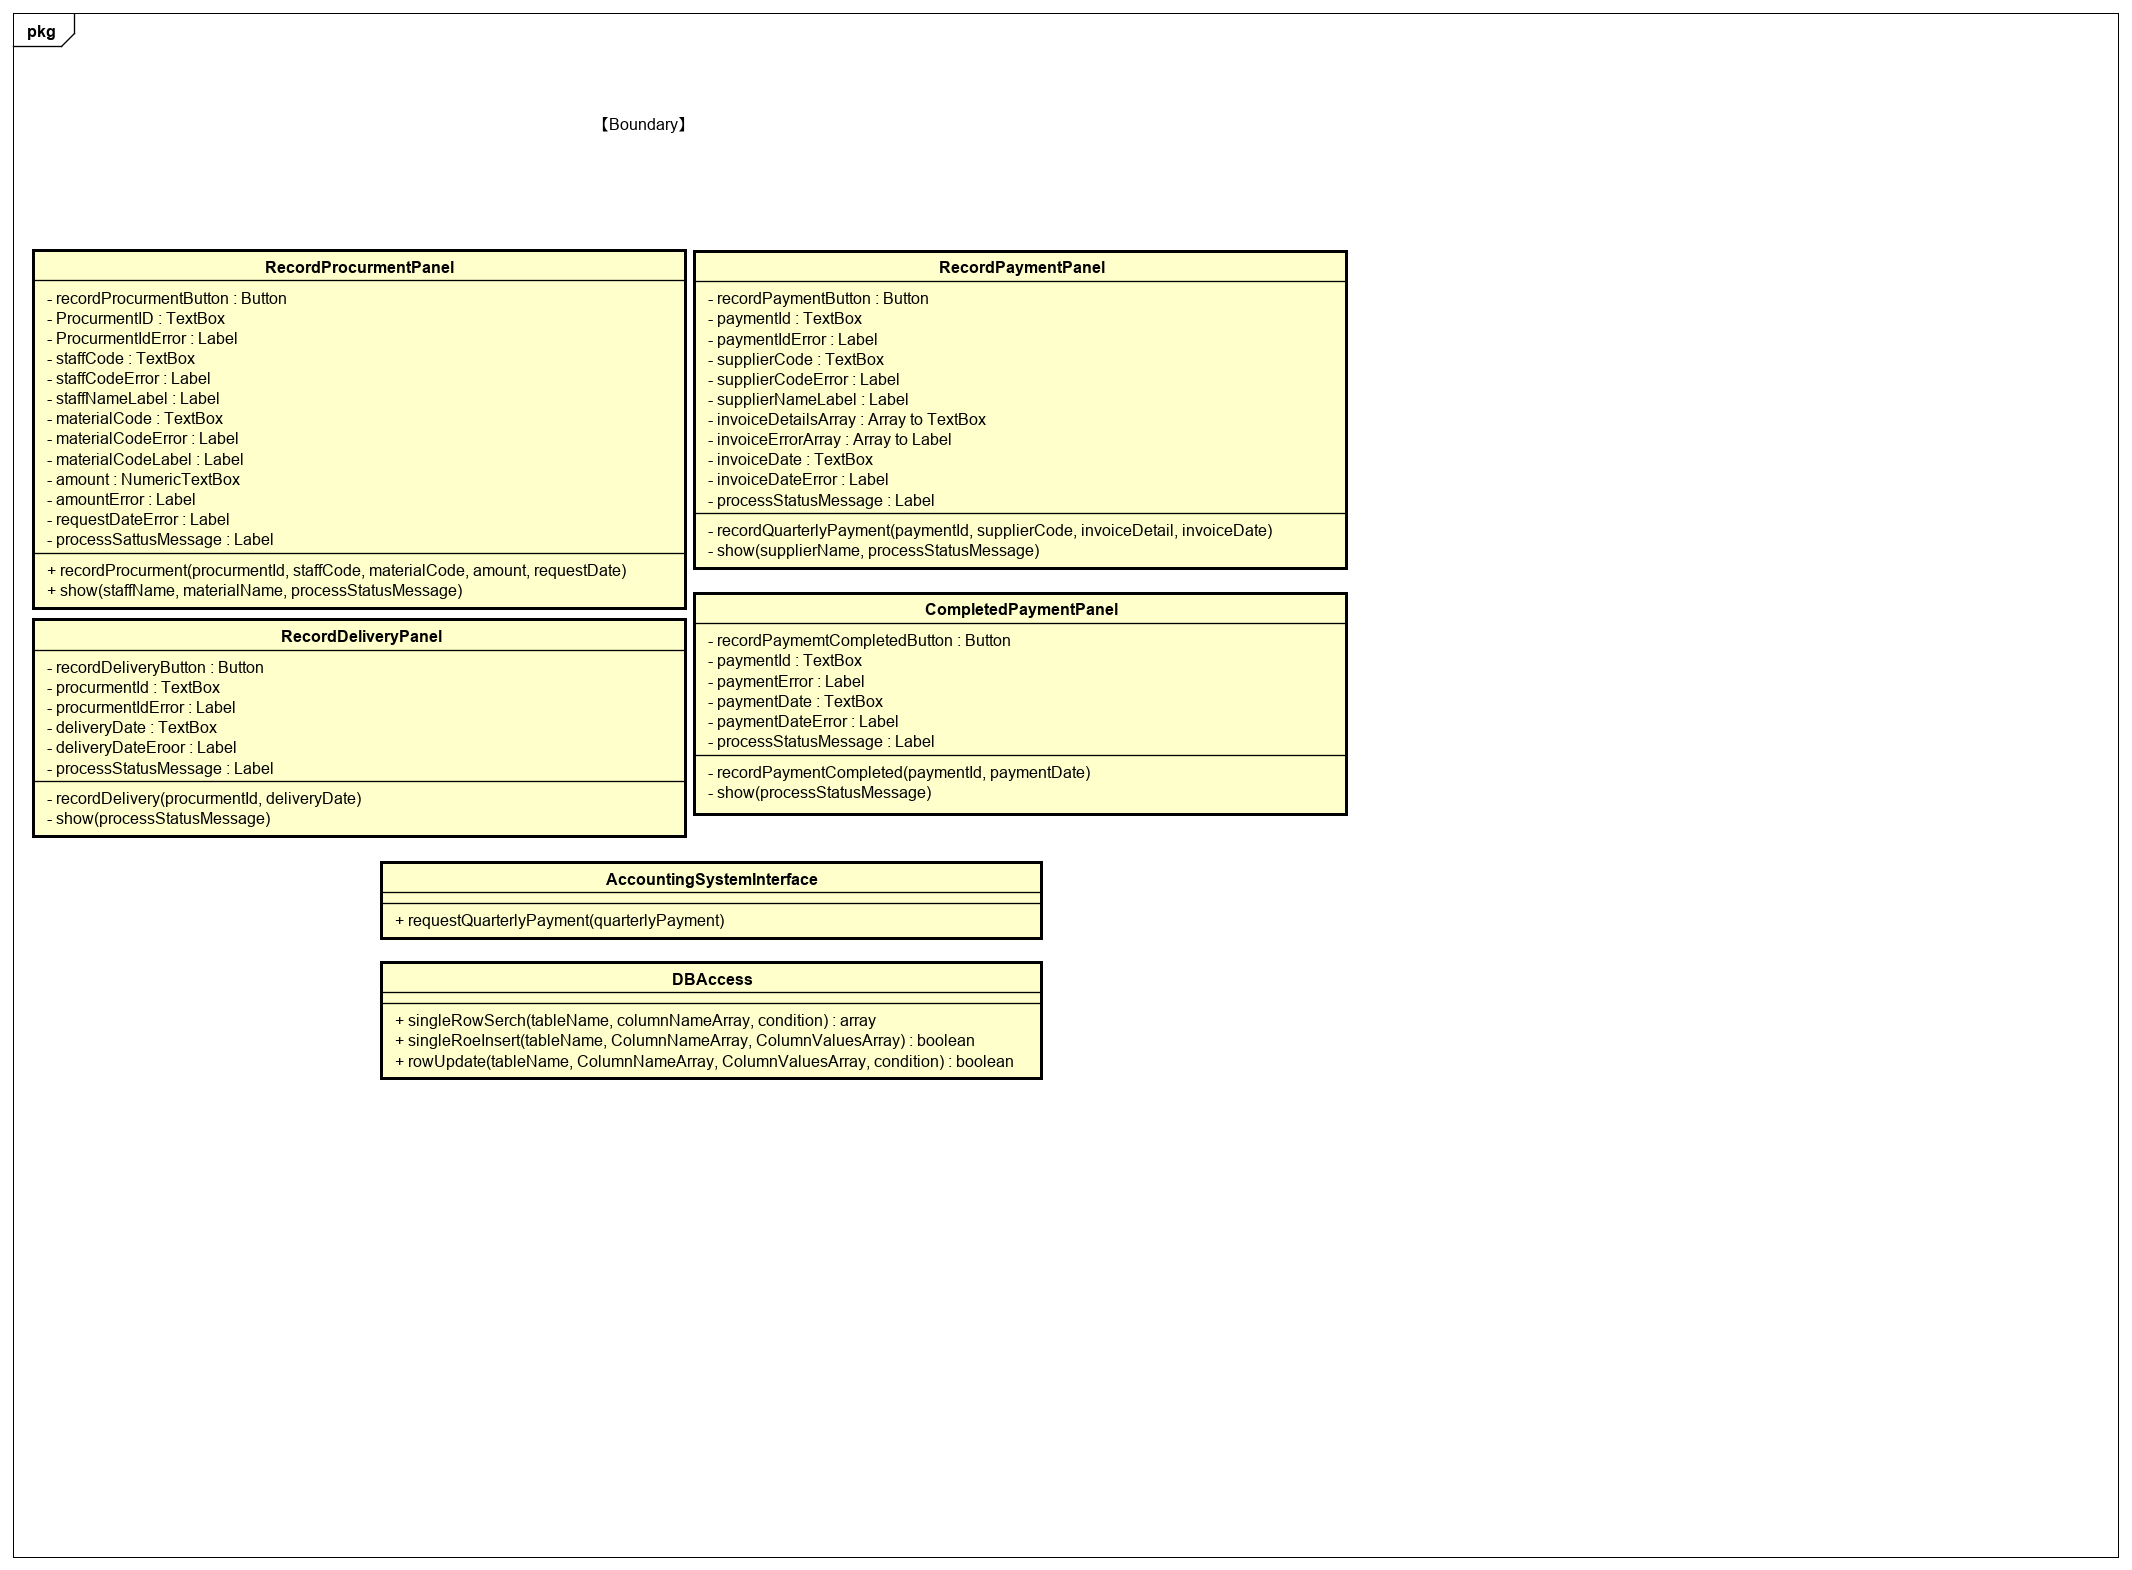 pkg
【Boundary】
RecordProcurmentPanel
- recordProcurmentButton : Button
- ProcurmentID : TextBox
- ProcurmentIdError : Label
- staffCode : TextBox
- staffCodeError : Label
- staffNameLabel : Label
- materialCode : TextBox
- materialCodeError : Label
- materialCodeLabel : Label
- amount : NumericTextBox
- amountError : Label
- requestDateError : Label
- processSattusMessage : Label
+ recordProcurment(procurmentId, staffCode, materialCode, amount, requestDate)
+ show(staffName, materialName, processStatusMessage)
RecordPaymentPanel
- recordPaymentButton : Button
- paymentId : TextBox
- paymentIdError : Label
- supplierCode : TextBox
- supplierCodeError : Label
- supplierNameLabel : Label
- invoiceDetailsArray : Array to TextBox
- invoiceErrorArray : Array to Label
- invoiceDate : TextBox
- invoiceDateError : Label
- processStatusMessage : Label
- recordQuarterlyPayment(paymentId, supplierCode, invoiceDetail, invoiceDate)
- show(supplierName, processStatusMessage)
RecordDeliveryPanel
- recordDeliveryButton : Button
- procurmentId : TextBox
- procurmentIdError : Label
- deliveryDate : TextBox
- deliveryDateEroor : Label
- processStatusMessage : Label
- recordDelivery(procurmentId, deliveryDate)
- show(processStatusMessage)
CompletedPaymentPanel
- recordPaymemtCompletedButton : Button
- paymentId : TextBox
- paymentError : Label
- paymentDate : TextBox
- paymentDateError : Label
- processStatusMessage : Label
- recordPaymentCompleted(paymentId, paymentDate)
- show(processStatusMessage)
AccountingSystemInterface
+ requestQuarterlyPayment(quarterlyPayment)
DBAccess
+ singleRowSerch(tableName, columnNameArray, condition) : array
+ singleRoeInsert(tableName, ColumnNameArray, ColumnValuesArray) : boolean
+ rowUpdate(tableName, ColumnNameArray, ColumnValuesArray, condition) : boolean